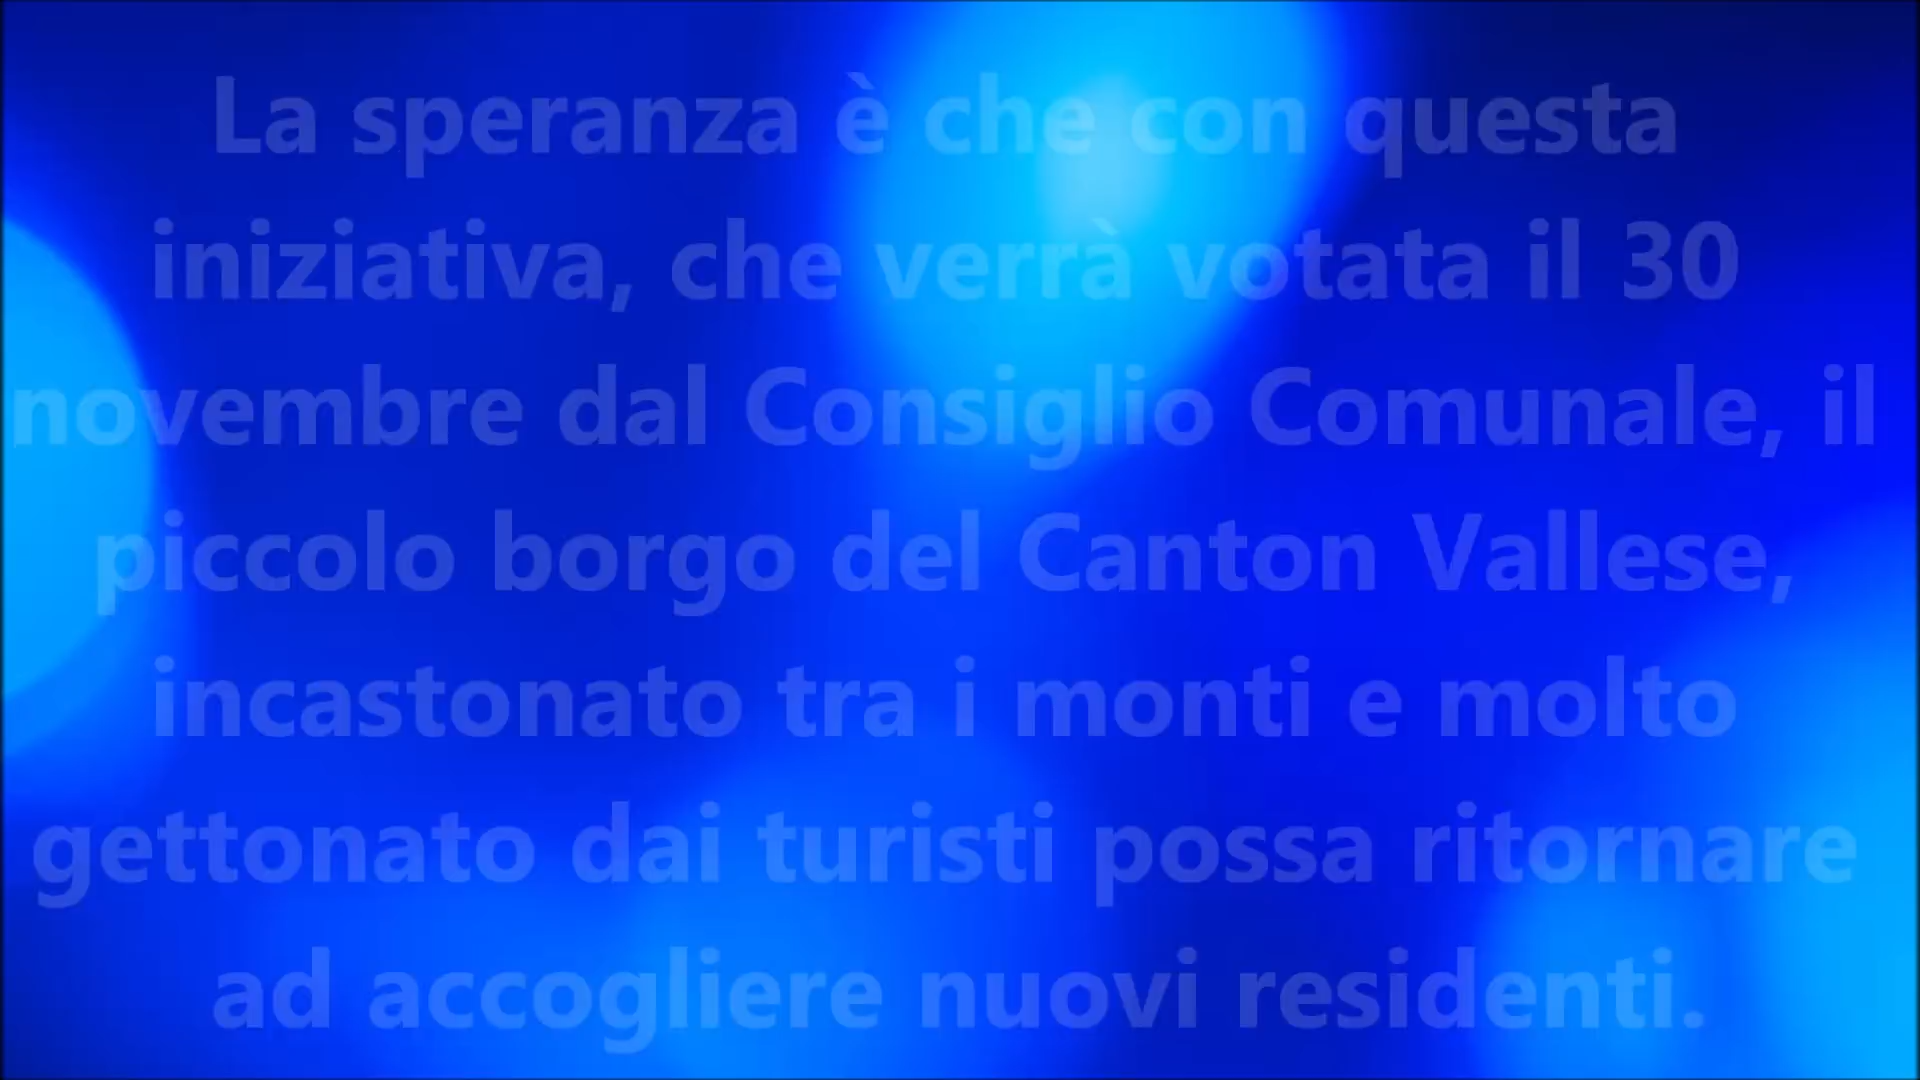 La speranza è che con questa
iniziativa, che verrà votata il 30
novembre dal Consiglio Comunale, il
piccolo borgo del Canton Vallese,
incastonato tra i monti e molto
gettonato dai turisti possa ritornare
ad accogliere nuovi residenti.